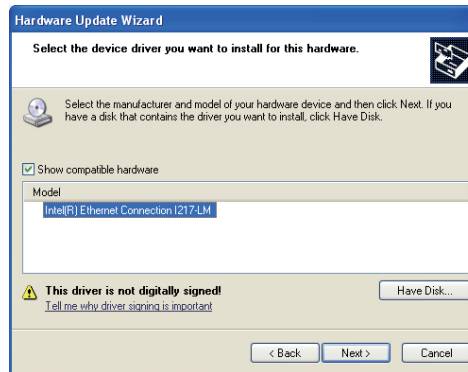 Hardware Update Wizard
Select the device driver you want to install for this hardware.
Select the manufacturer and model of your hardware device and then click Next. If you
have a disk that contains the driver you want to install, click Have Disk.
Show compatible hardware
Model
Intel(R) Ethernet Connection I217-LM
This driver is not digitally signed!
Have Disk...
Tell me why driver signing is important
< Back
Next >
Cancel